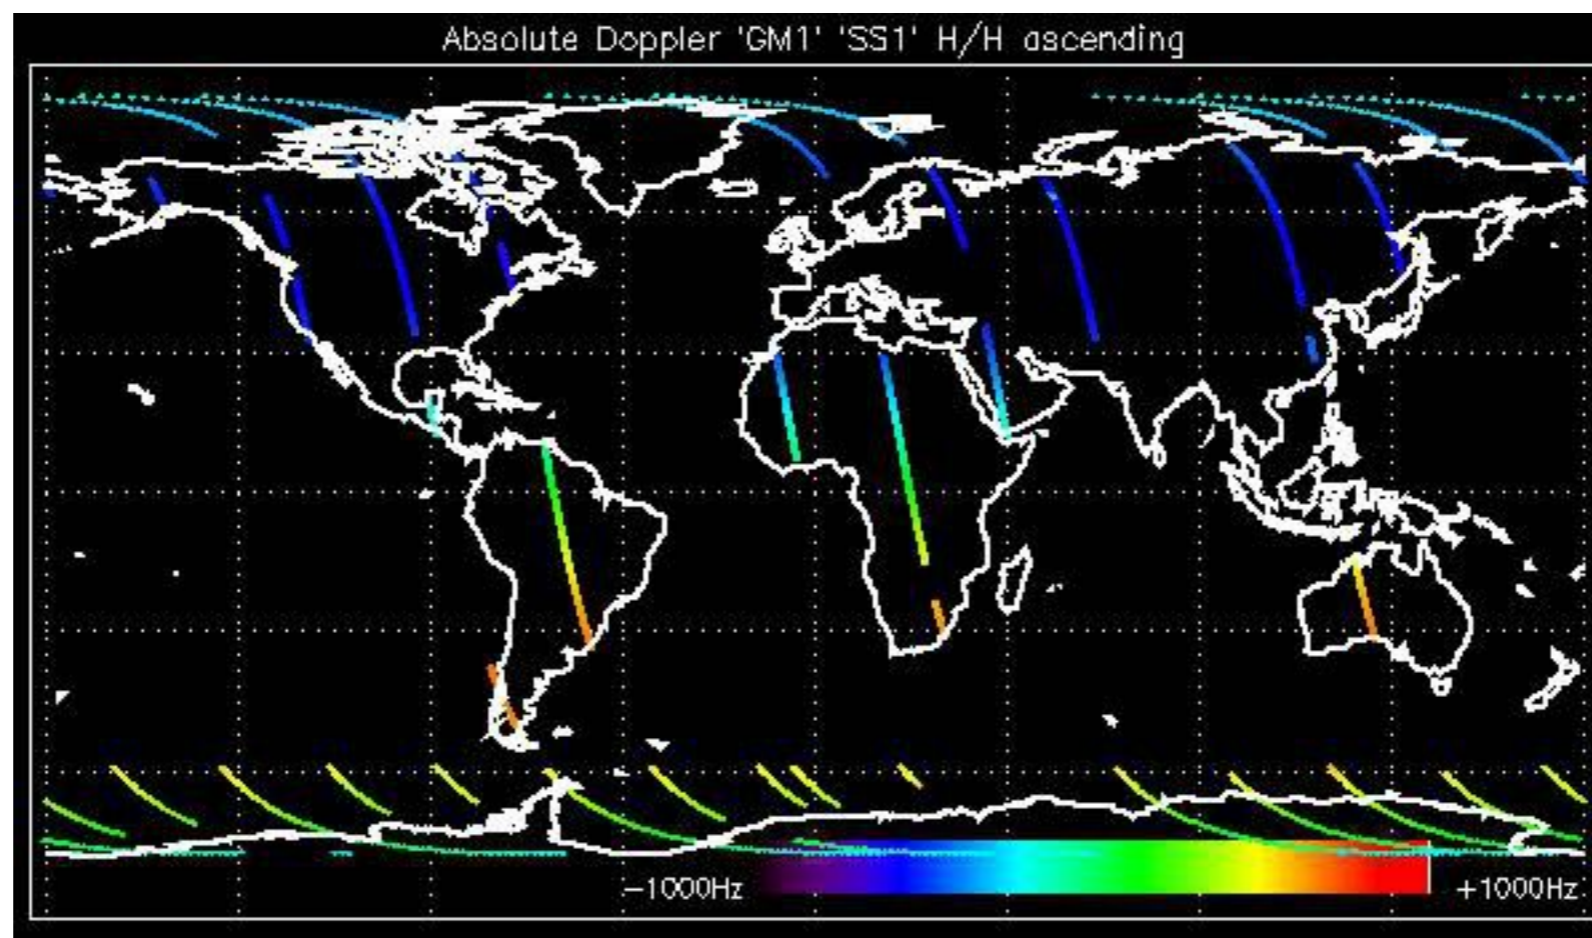 Absolute Doppler 'GM1' 'SS1' H/H ascending
-1000Hz
+1000Hz